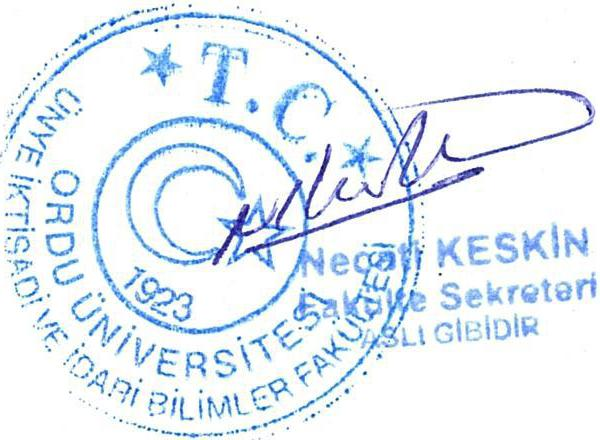 T.C.
ÜNYE İKTİSADİ VE İDARİ BİLİMLER FAKÜLTESİ
ORDU ÜNİVERSİTESİ
1923
Necati KESKİN
Fakülte Sekreteri
ASLI GİBİDİR